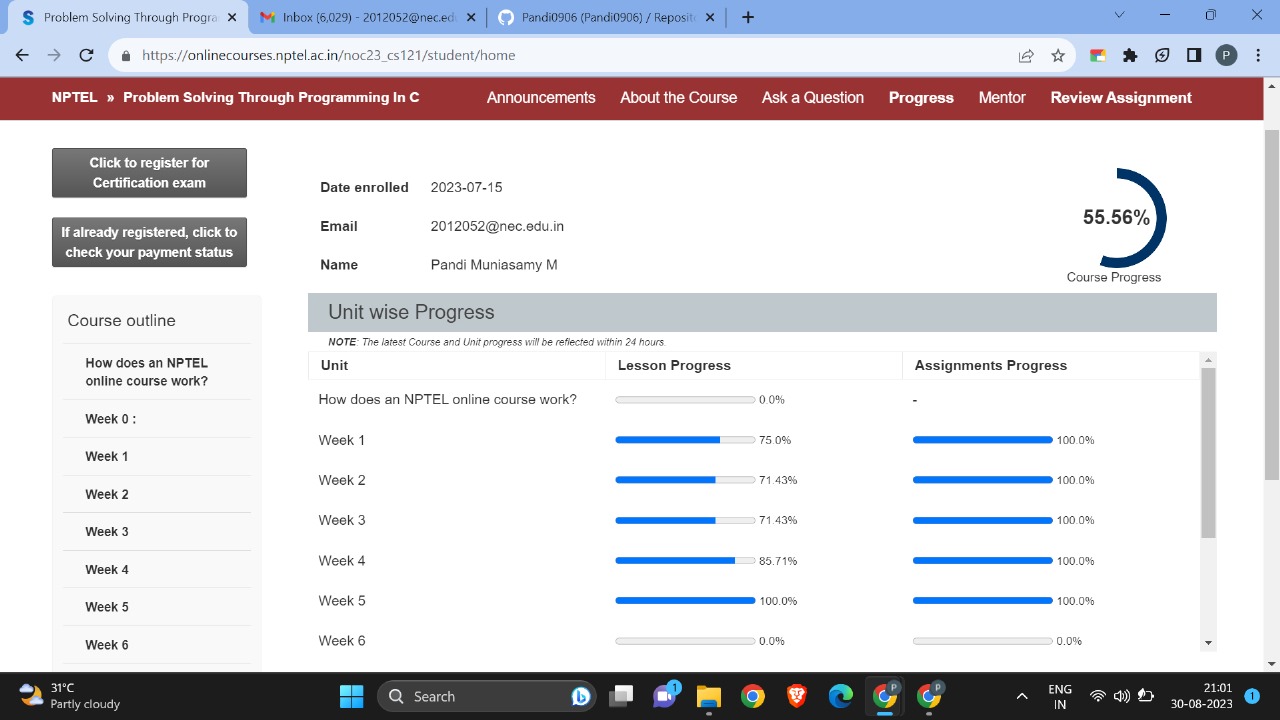 Problem Solving Through Progra
Inbox (6,029) - 2012052@nec.edu
Pandi0906 (Pandi0906) / Reposit
https://onlinecourses.nptel.ac.in/noc23_cs121/student/home
P
NPTEL » Problem Solving Through Programming In C
Announcements
About the Course
Ask a Question
Progress
Mentor
Review Assignment
Click to register for
Certification exam
If already registered, click to
check your payment status
Date enrolled 2023-07-15
Email 2012052@nec.edu.in
Name Pandi Muniasamy M
55.56%
Course Progress
Course outline
How does an NPTEL
online course work?
Week 0 :
Week 1
Week 2
Week 3
Week 4
Week 5
Week 6
Unit wise Progress
NOTE: The latest Course and Unit progress will be reflected within 24 hours.
Unit Lesson Progress Assignments Progress
How does an NPTEL online course work? 0.0% -
Week 1 75.0% 100.0%
Week 2 71.43% 100.0%
Week 3 71.43% 100.0%
Week 4 85.71% 100.0%
Week 5 100.0% 100.0%
Week 6 0.0% 0.0%
31°C
Partly cloudy
Search
1
P
P
ENG
IN
21:01
30-08-2023
1